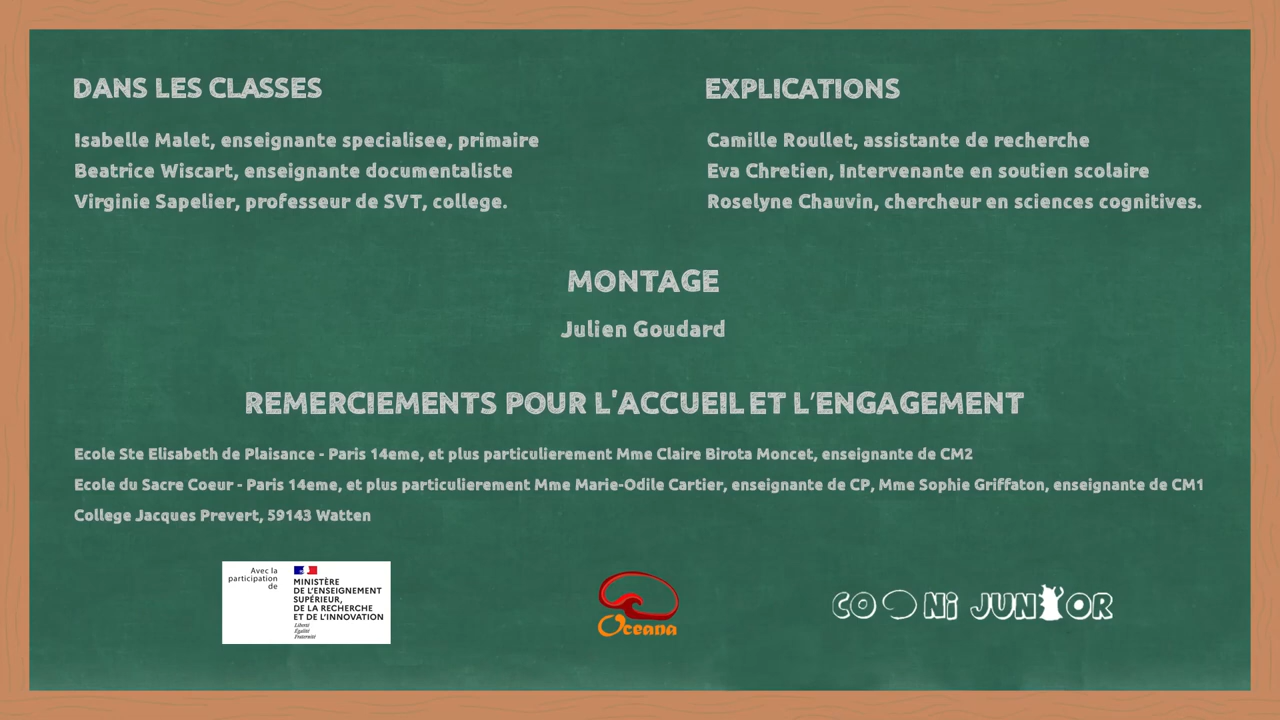 DANS LES CLASSES
Isabelle Malet, enseignante specialisee, primaire
Beatrice Wiscart, enseignante documentaliste
Virginie Sapelier, professeur de SVT, college.
EXPLICATIONS
Camille Roullet, assistante de recherche
Eva Chretien, Intervenante en soutien scolaire
Roselyne Chauvin, chercheur en sciences cognitives.
MONTAGE
Julien Goudard
REMERCIEMENTS POUR L'ACCUEIL ET L'ENGAGEMENT
Ecole Ste Elisabeth de Plaisance - Paris 14eme, et plus particulierement Mme Claire Birota Moncet, enseignante de CM2
Ecole du Sacre Coeur - Paris 14eme, et plus particulierement Mme Marie-Odile Cartier, enseignante de CP, Mme Sophie Griffaton, enseignante de CM1
College Jacques Prevert, 59143 Watten
Avec la
participation
de
MINISTÈRE
DE L'ENSEIGNEMENT
SUPÉRIEUR,
DE LA RECHERCHE
ET DE L'INNOVATION
Liberté
Égalité
Fraternité
Oceana
COGNI JUNIOR